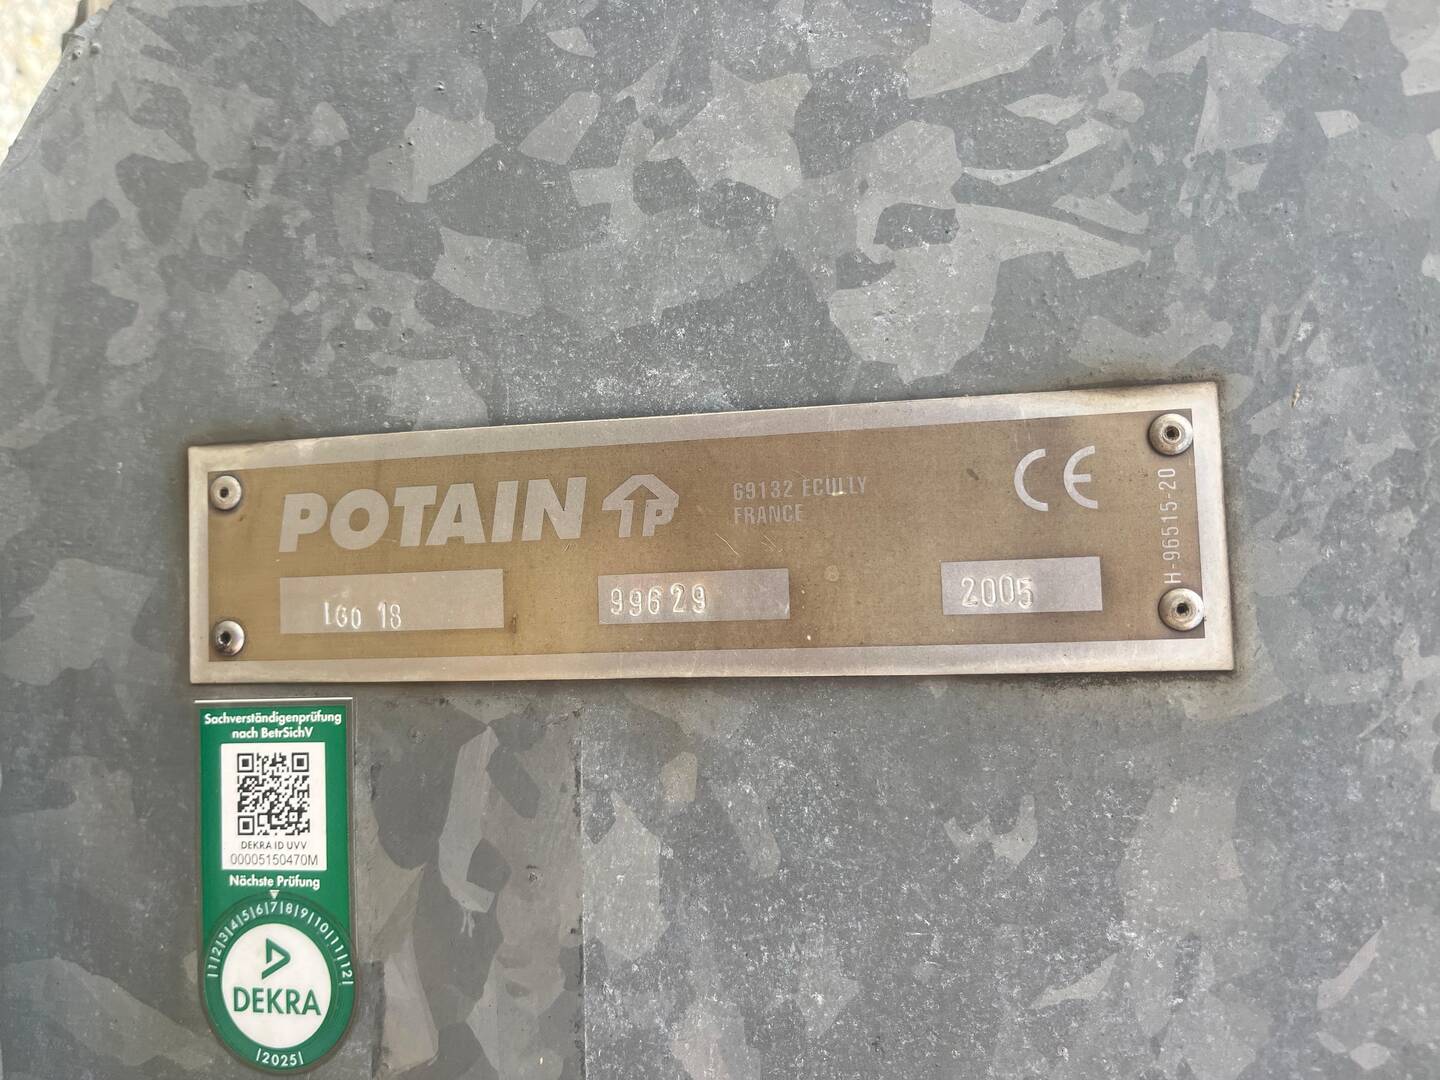 POTAIN
69132 ECULLY
FRANCE
CE
IGO 18
99629
2005
H-96515-20
Sachverständigenprüfung
nach BetrSichV
DEKRA ID UVV
00005150470M
Nächste Prüfung
|1|2|3|4|5|6|7|8|9|10|11|12|
DEKRA
|2025|